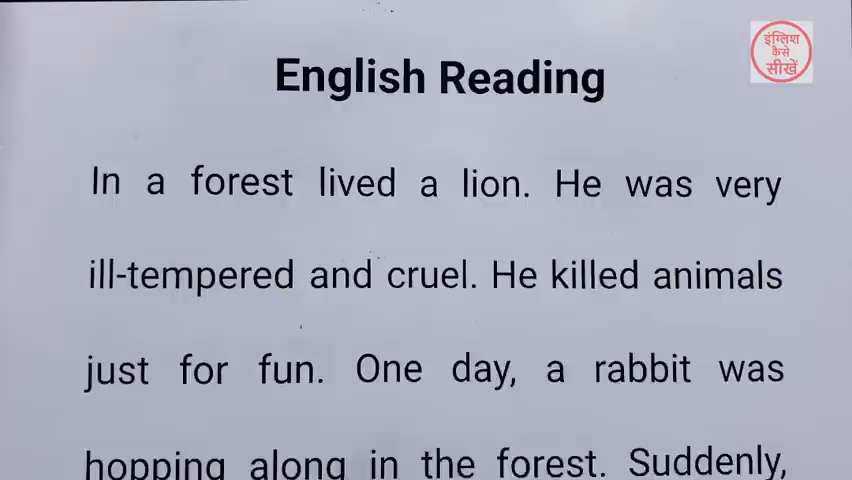 इंग्लिश
कैसे
सीखें
English Reading
In a forest lived a lion. He was very
ill-tempered and cruel. He killed animals
just for fun. One day, a rabbit was
hopping along in the forest. Suddenly,